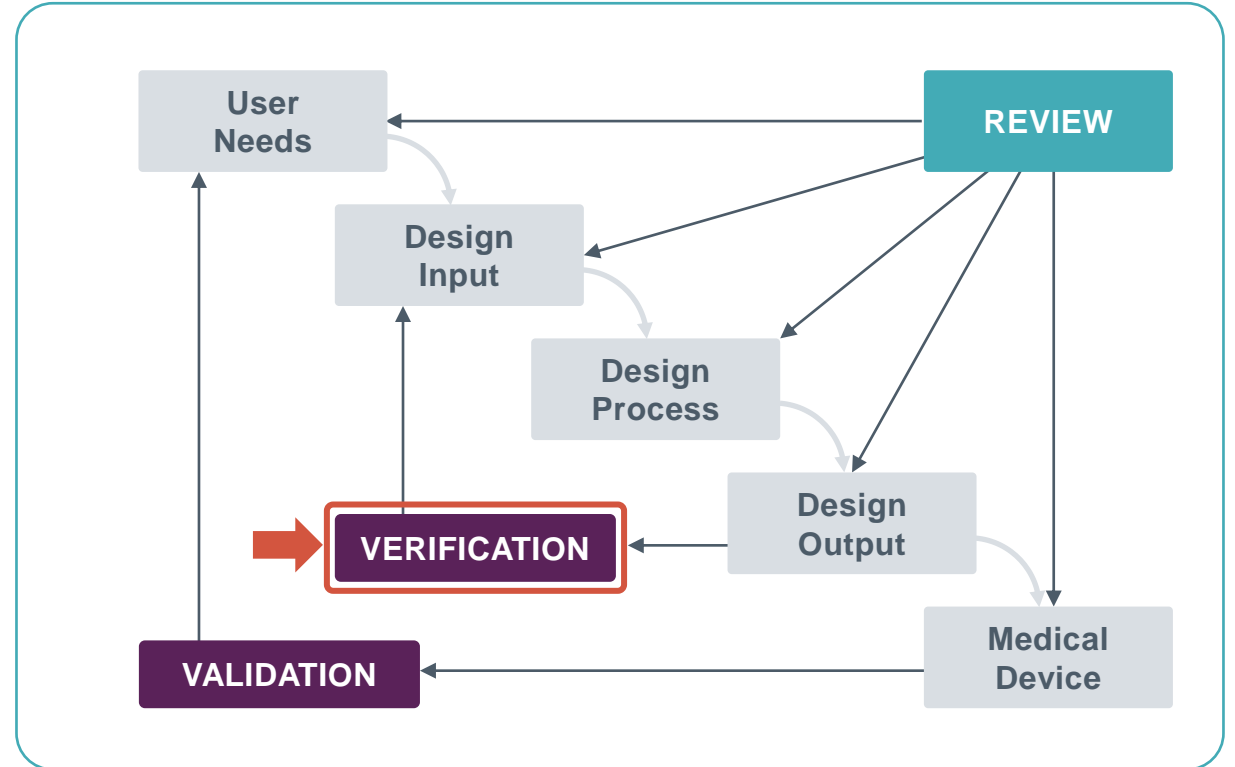 User
Needs
REVIEW
Design
Input
Design
Process
Design
Output
VERIFICATION
Medical
Device
VALIDATION